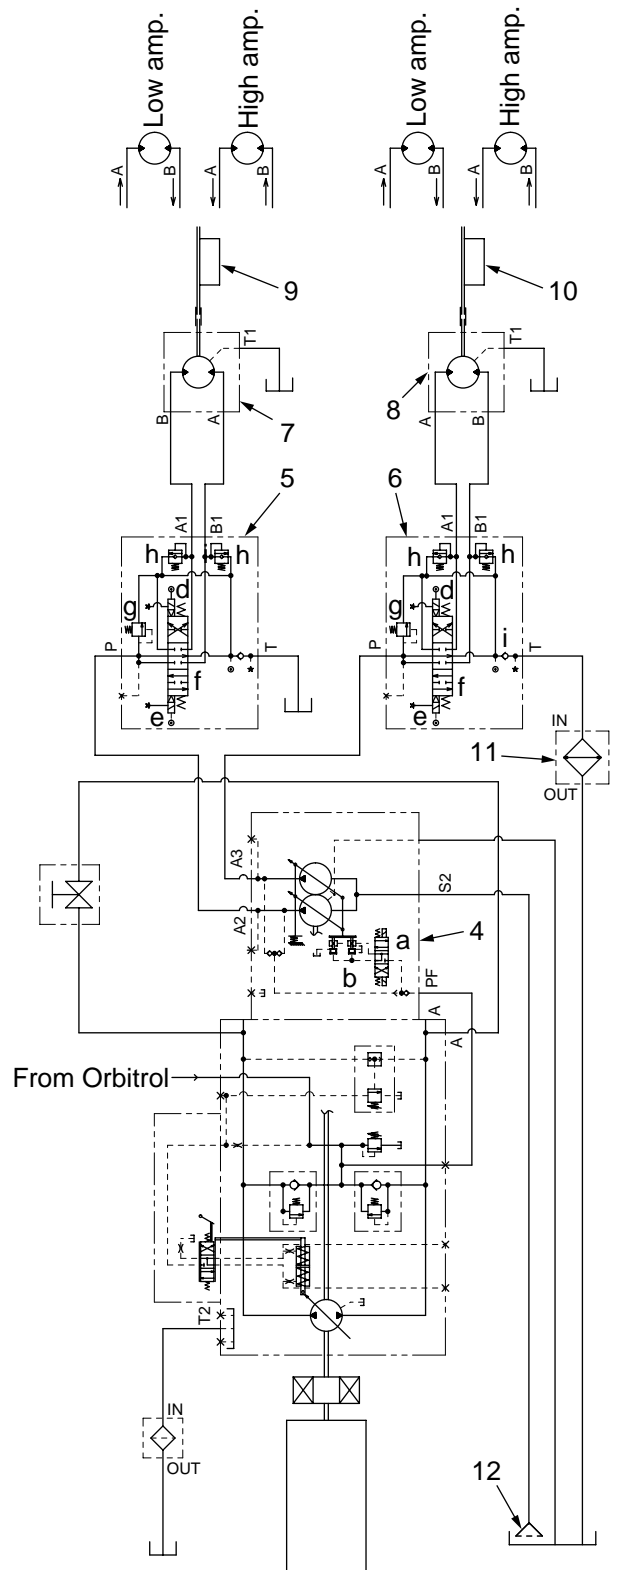 Low amp.
High amp.
Low amp.
High amp.
A
B
A
B
A
B
A
B
9
10
T1
T1
7
8
B
A
A
B
5
6
A1
B1
A1
B1
h
i
h
h
h
d
d
g
g
P
T
P
i
T
f
f
e
e
IN
11
OUT
A3
S2
A2
a
4
b
PF
A
A
From Orbitrol
T2
IN
OUT
12